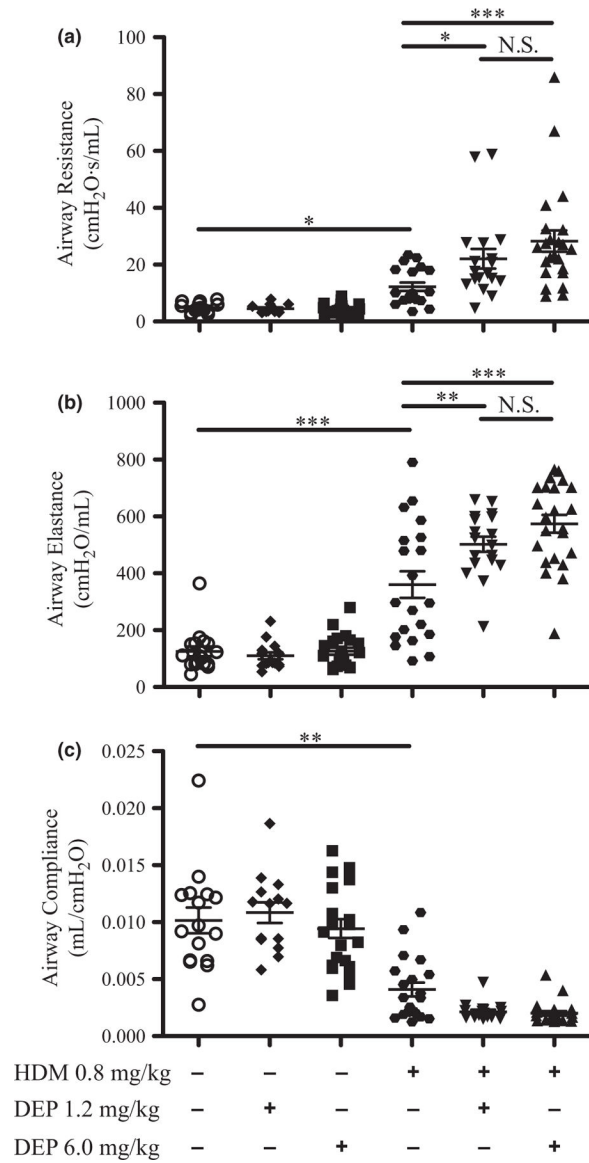 (a)
***
*
N.S.
*
100
80
60
40
20
0
Airway Resistance
(cmH₂O·s/mL)
(b)
***
**
N.S.
***
1000
800
600
400
200
0
Airway Elastance
(cmH₂O/mL)
(c)
**
0.025
0.020
0.015
0.010
0.005
0.000
Airway Compliance
(mL/cmH₂O)
HDM 0.8 mg/kg – – – + + +
DEP 1.2 mg/kg – + – – + –
DEP 6.0 mg/kg – – + – – +